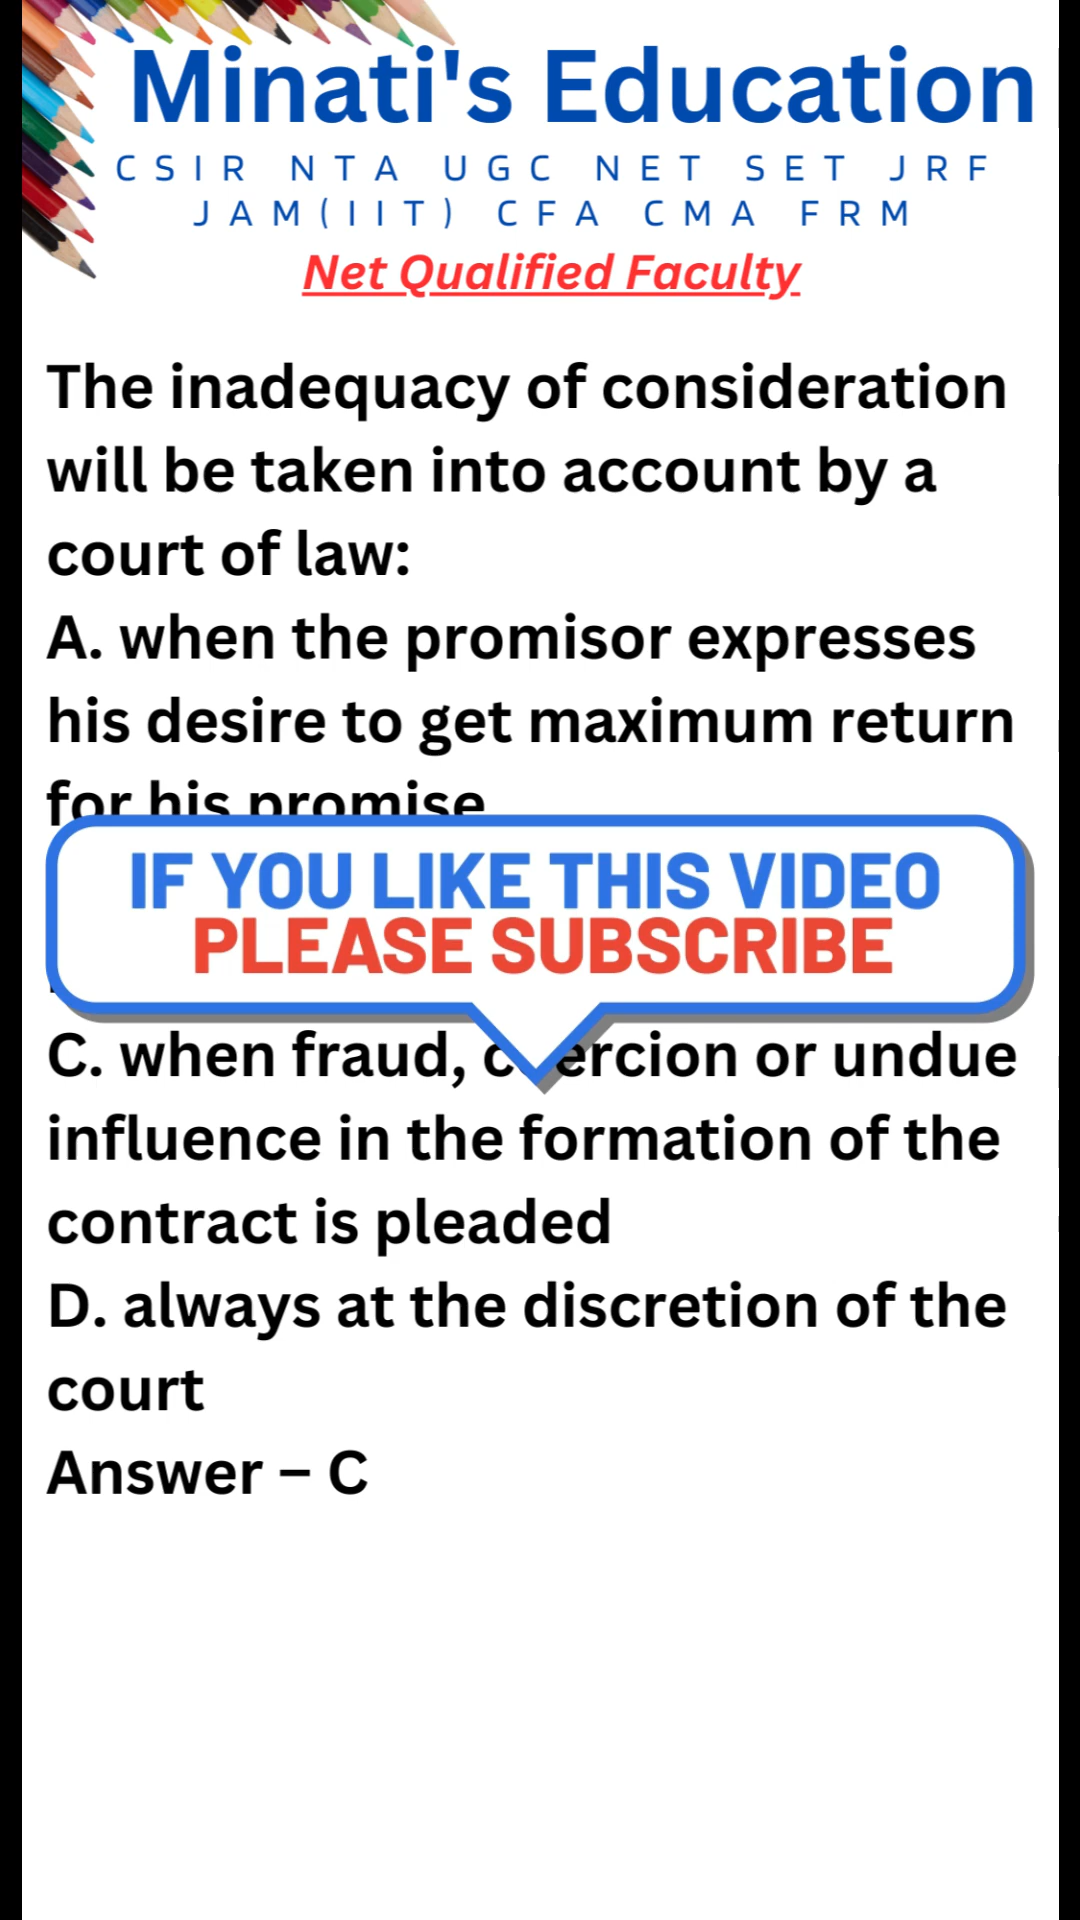 Minati's Education
CSIR NTA UGC NET SET JRF
JAM(IIT) CFA CMA FRM
Net Qualified Faculty
The inadequacy of consideration
will be taken into account by a
court of law:
A. when the promisor expresses
his desire to get maximum return
for his promise
IF YOU LIKE THIS VIDEO
PLEASE SUBSCRIBE
C. when fraud, coercion or undue
influence in the formation of the
contract is pleaded
D. always at the discretion of the
court
Answer – C